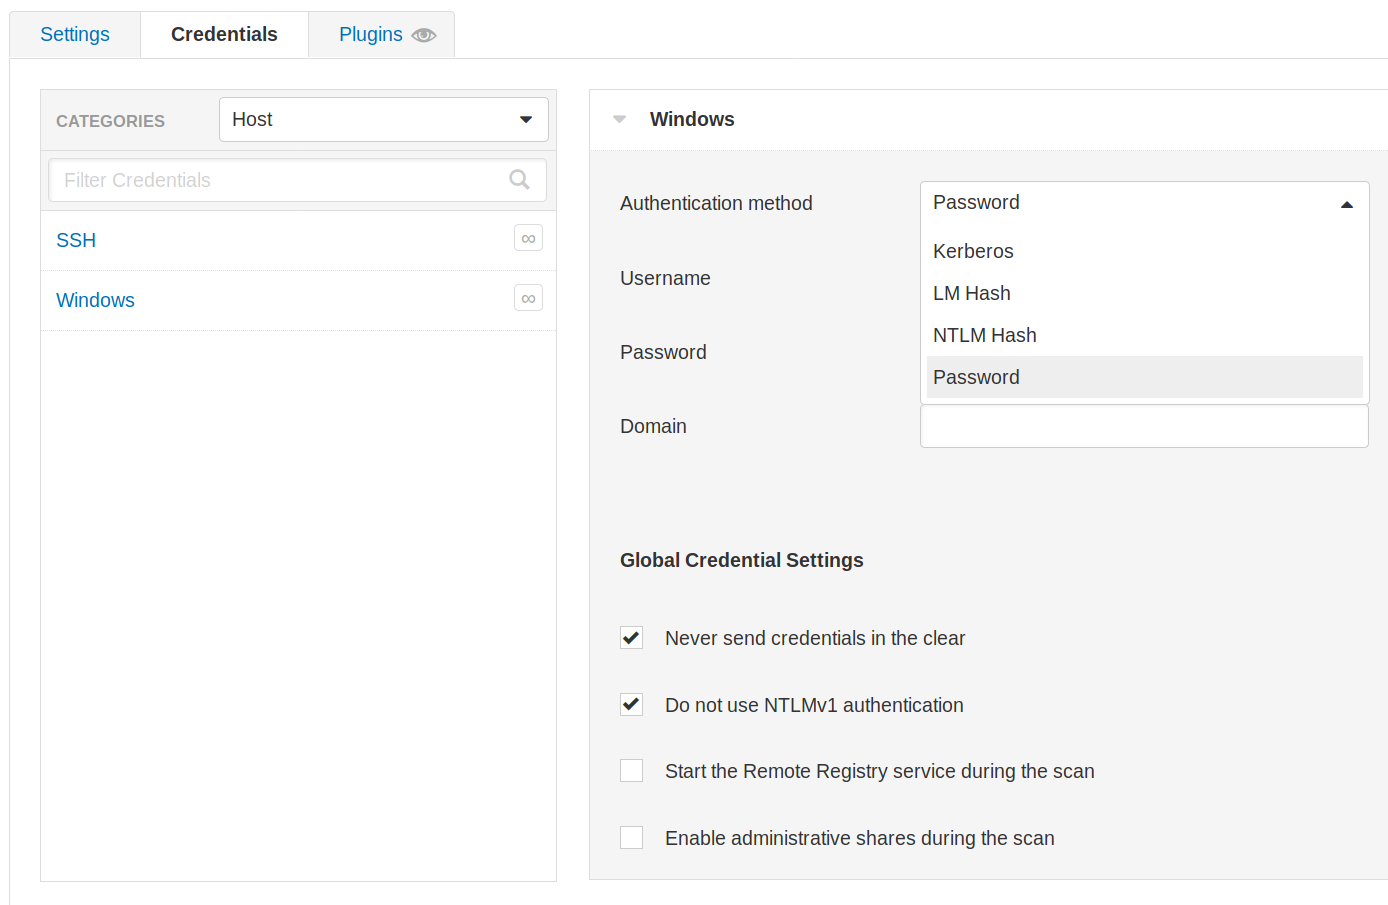 Settings
Credentials
Plugins
CATEGORIES
Host
Filter Credentials
SSH
∞
Windows
∞
Windows
Authentication method
Password
Kerberos
LM Hash
NTLM Hash
Password
Username
Password
Domain
Global Credential Settings
Never send credentials in the clear
Do not use NTLMv1 authentication
Start the Remote Registry service during the scan
Enable administrative shares during the scan